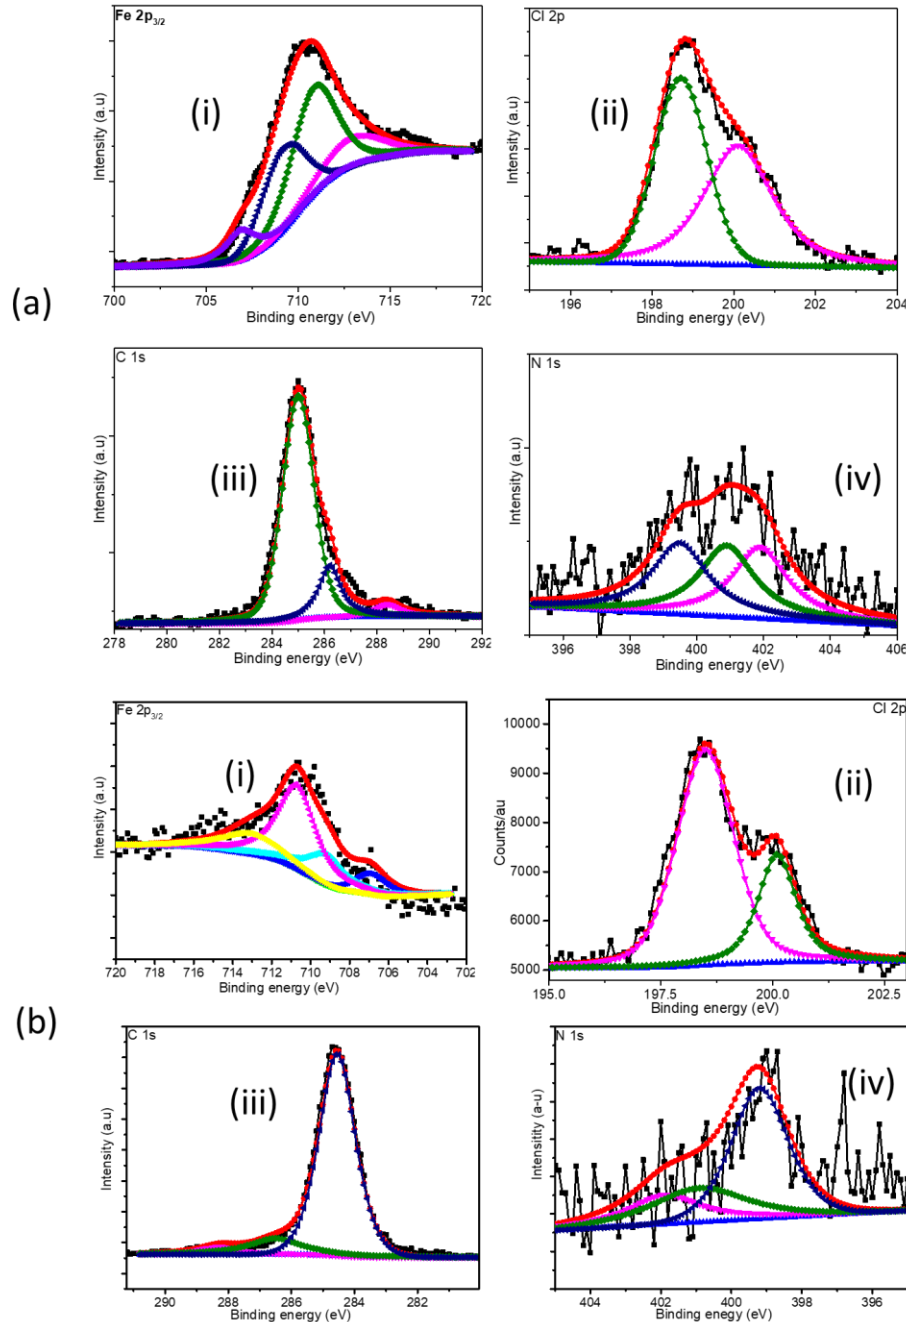 (a)
Fe 2p3/2
(i)
Intensity (a.u)
700 705 710 715 720
Binding energy (eV)
Cl 2p
(ii)
Intensity (a.u)
196 198 200 202 204
Binding energy (eV)
C 1s
(iii)
Intensity (a.u)
278 280 282 284 286 288 290 292
Binding energy (eV)
N 1s
(iv)
Intensity (a.u)
396 398 400 402 404 406
Binding energy (eV)
(b)
Fe 2p3/2
(i)
Intensity (a.u)
720 718 716 714 712 710 708 706 704 702
Binding energy (eV)
Cl 2p
(ii)
Counts/au
10000
9000
8000
7000
6000
5000
195.0 197.5 200.0 202.5
Binding energy (eV)
C 1s
(iii)
Intensity (a.u)
290 288 286 284 282 280
Binding energy (eV)
N 1s
(iv)
Intensitity (a-u)
404 402 400 398 396
Binding energy (eV)